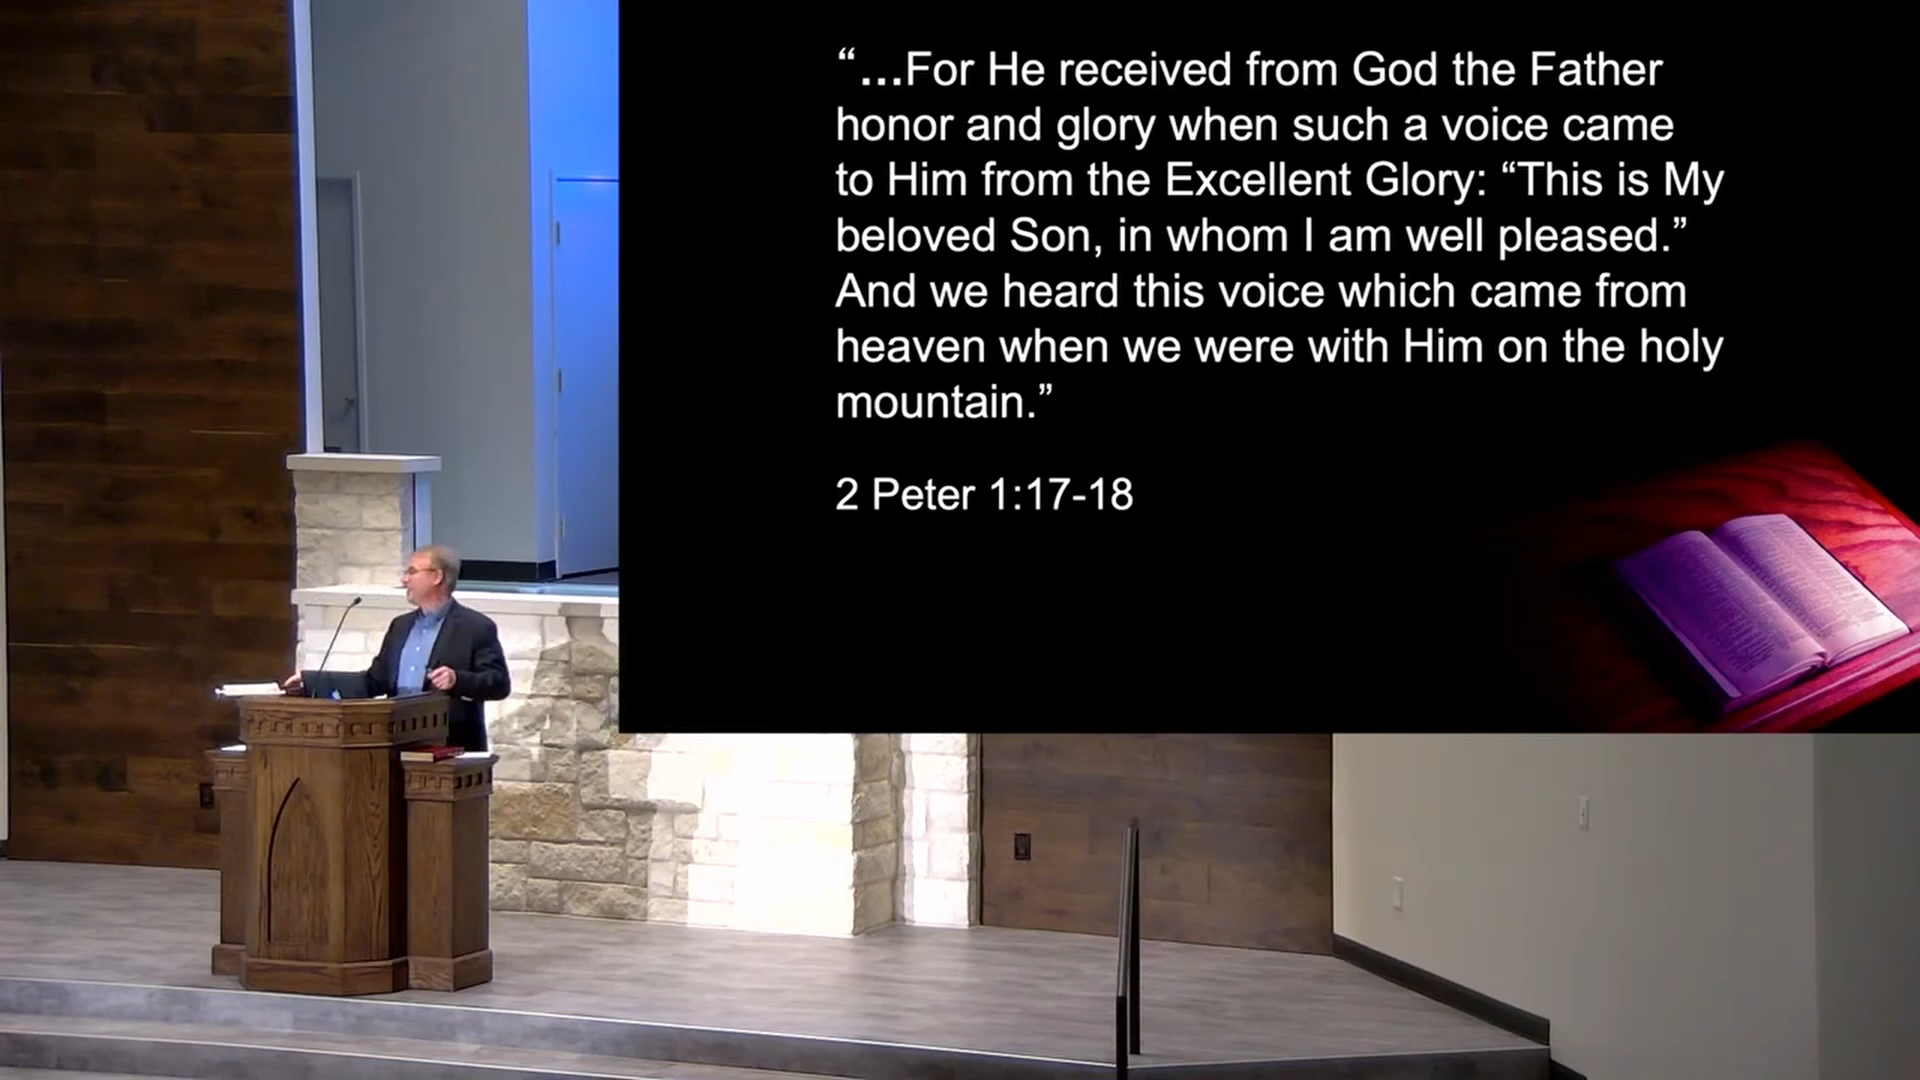 “...For He received from God the Father
honor and glory when such a voice came
to Him from the Excellent Glory: “This is My
beloved Son, in whom I am well pleased.”
And we heard this voice which came from
heaven when we were with Him on the holy
mountain.”
2 Peter 1:17-18